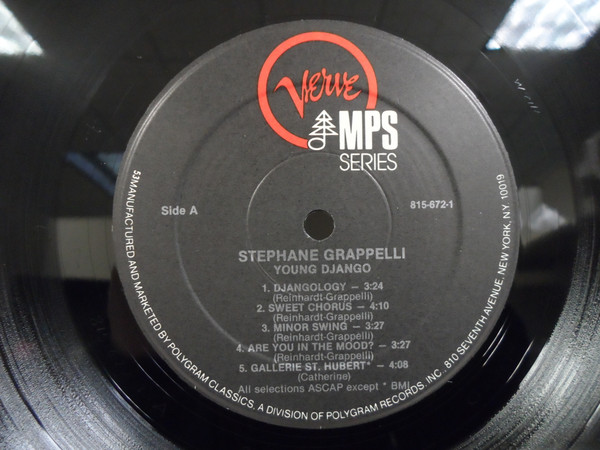 Verve
MPS
SERIES
Side A
815-672-1
STEPHANE GRAPPELLI
YOUNG DJANGO
1. DJANGOLOGY — 3:24
(Reinhardt-Grappelli)
2. SWEET CHORUS — 4:10
(Reinhardt-Grappelli)
3. MINOR SWING — 3:27
(Reinhardt-Grappelli)
4. ARE YOU IN THE MOOD? — 3:27
(Reinhardt-Grappelli)
5. GALLERIE ST. HUBERT* — 4:08
(Catherine)
All selections ASCAP except * BMI
53MANUFACTURED AND MARKETED BY POLYGRAM CLASSICS, A DIVISION OF POLYGRAM RECORDS, INC. 810 SEVENTH AVENUE, NEW YORK, NY. 10019